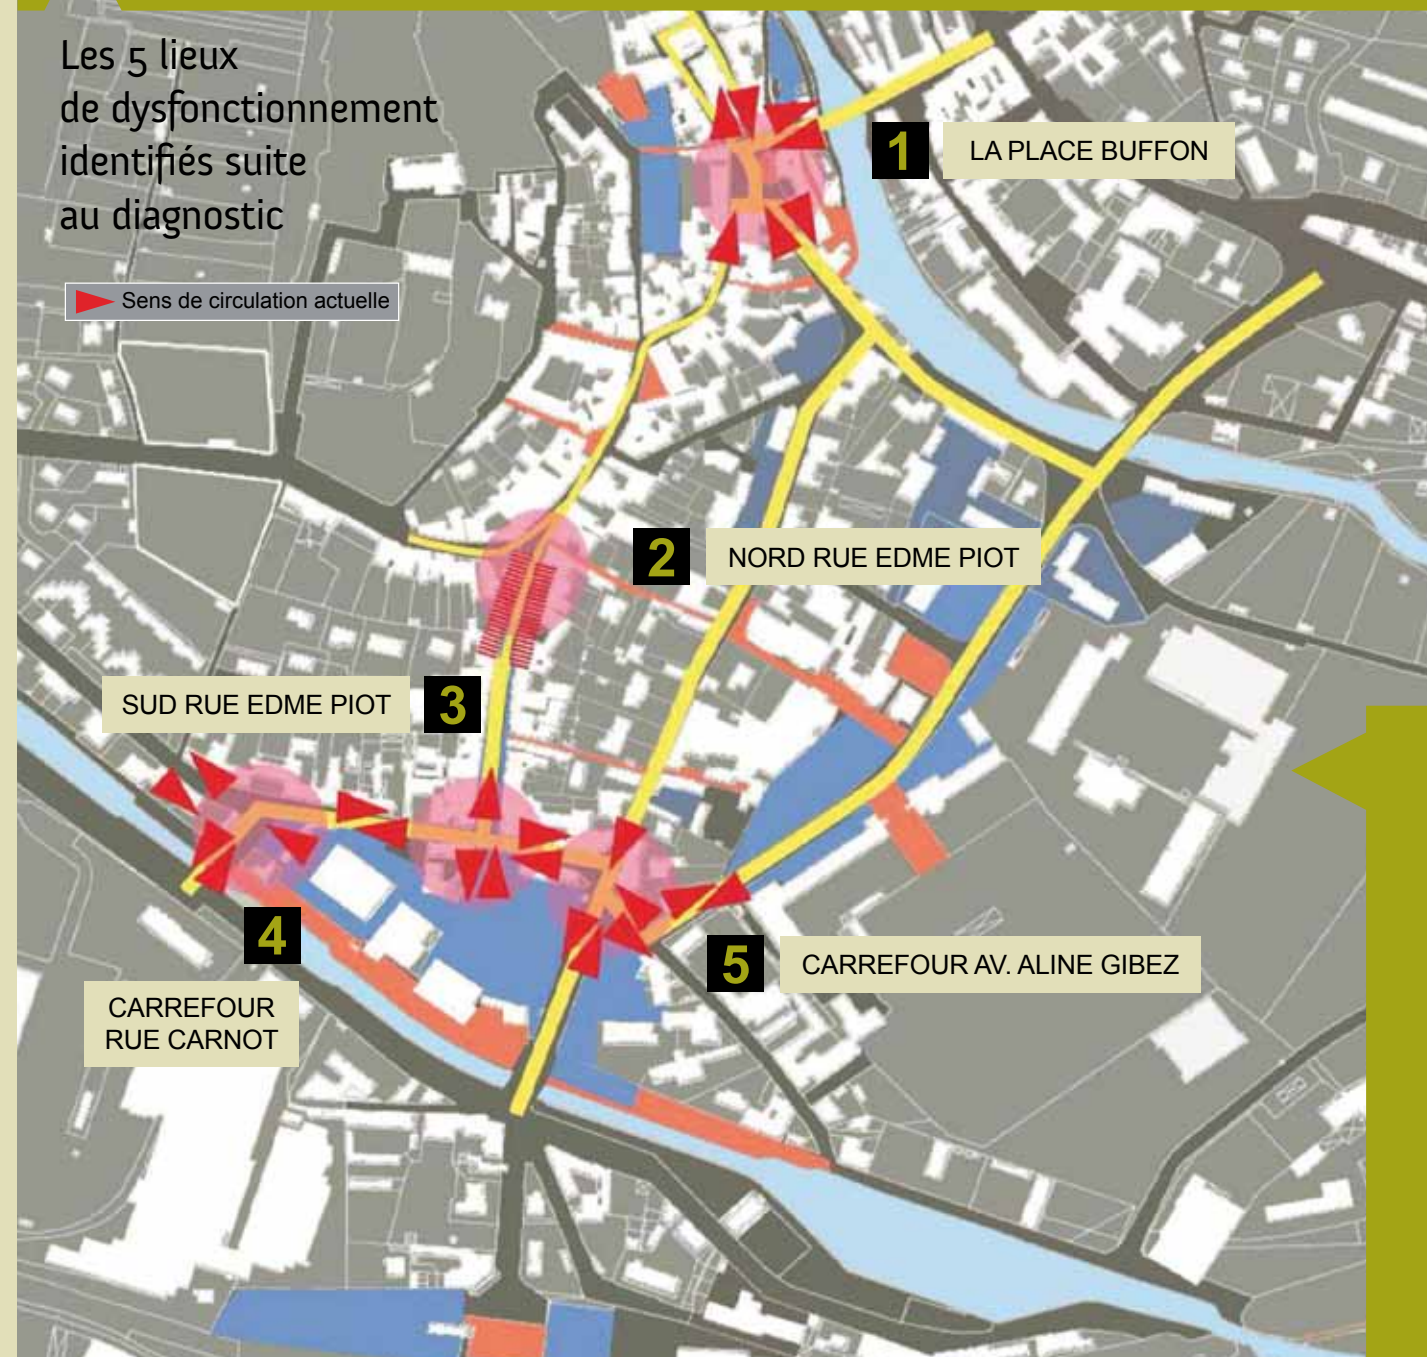 Les 5 lieux
de dysfonctionnement
identifiés suite
au diagnostic
Sens de circulation actuelle
1
LA PLACE BUFFON
2
NORD RUE EDME PIOT
SUD RUE EDME PIOT
3
4
CARREFOUR
RUE CARNOT
5
CARREFOUR AV. ALINE GIBEZ